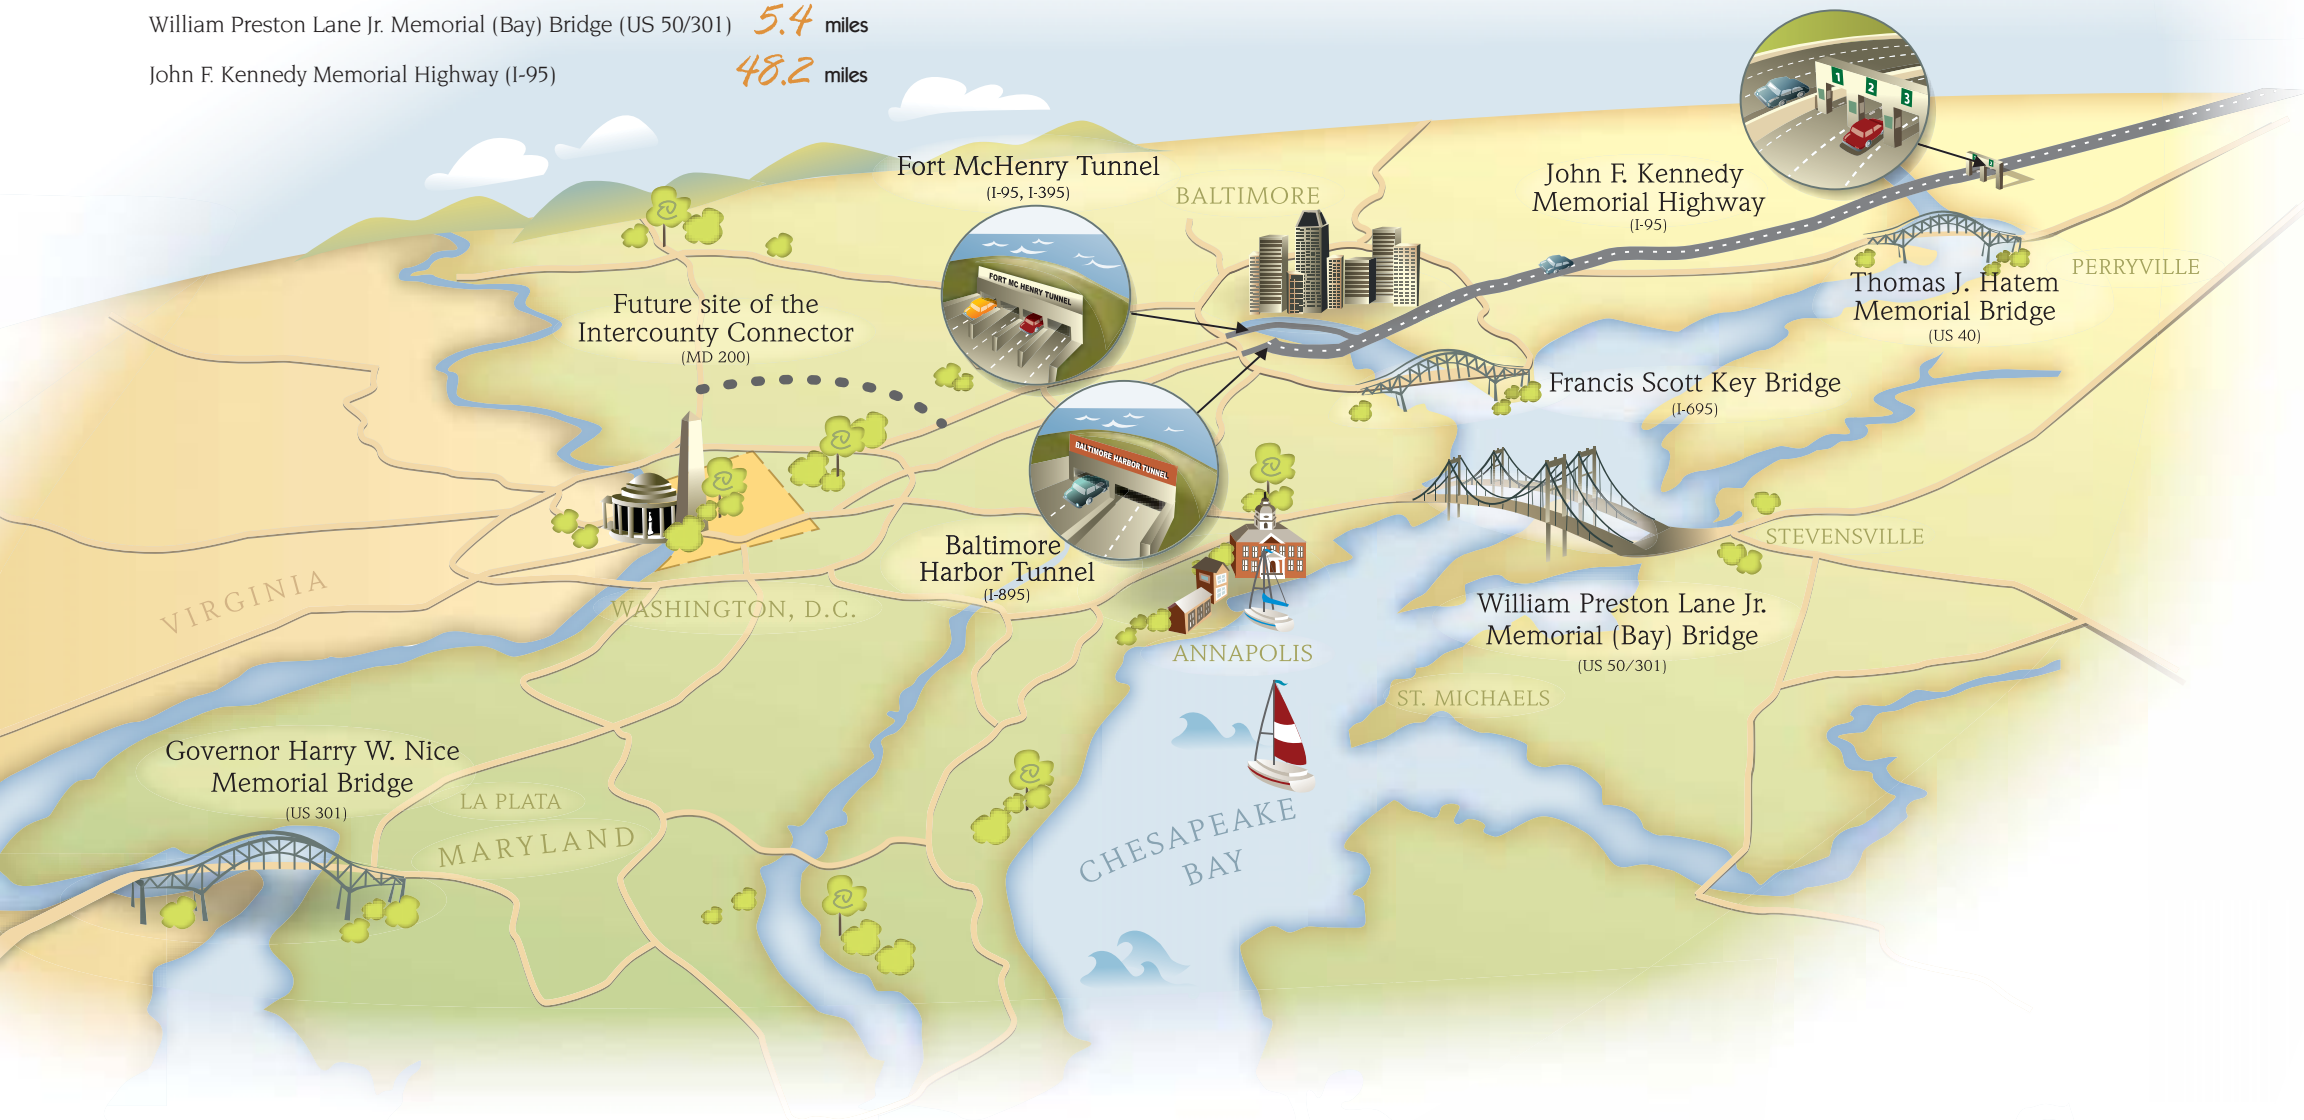 William Preston Lane Jr. Memorial (Bay) Bridge (US 50/301) 5.4 miles
John F. Kennedy Memorial Highway (I-95) 48.2 miles
1
2
3
Fort McHenry Tunnel
(I-95, I-395)
BALTIMORE
John F. Kennedy
Memorial Highway
(I-95)
FORT MC HENRY TUNNEL
Thomas J. Hatem
Memorial Bridge
(US 40)
PERRYVILLE
Future site of the
Intercounty Connector
(MD 200)
Francis Scott Key Bridge
(I-695)
BALTIMORE HARBOR TUNNEL
STEVENSVILLE
Baltimore
Harbor Tunnel
(I-895)
VIRGINIA
WASHINGTON, D.C.
William Preston Lane Jr.
Memorial (Bay) Bridge
(US 50/301)
ANNAPOLIS
ST. MICHAELS
Governor Harry W. Nice
Memorial Bridge
(US 301)
LA PLATA
MARYLAND
CHESAPEAKE
BAY